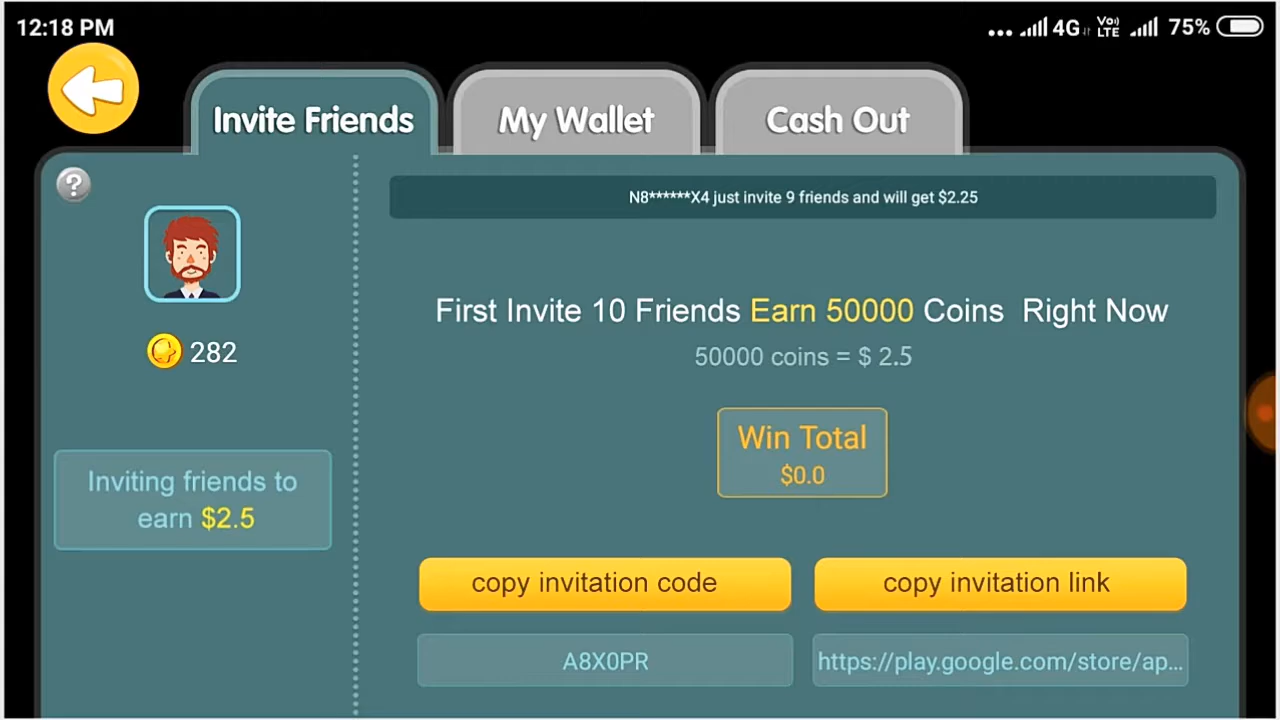 12:18 PM
4G Vo) LTE 75%
Invite Friends
My Wallet
Cash Out
?
N8******X4 just invite 9 friends and will get $2.25
282
First Invite 10 Friends Earn 50000 Coins Right Now
50000 coins = $ 2.5
Win Total
$0.0
Inviting friends to
earn $2.5
copy invitation code
copy invitation link
A8X0PR
https://play.google.com/store/ap...